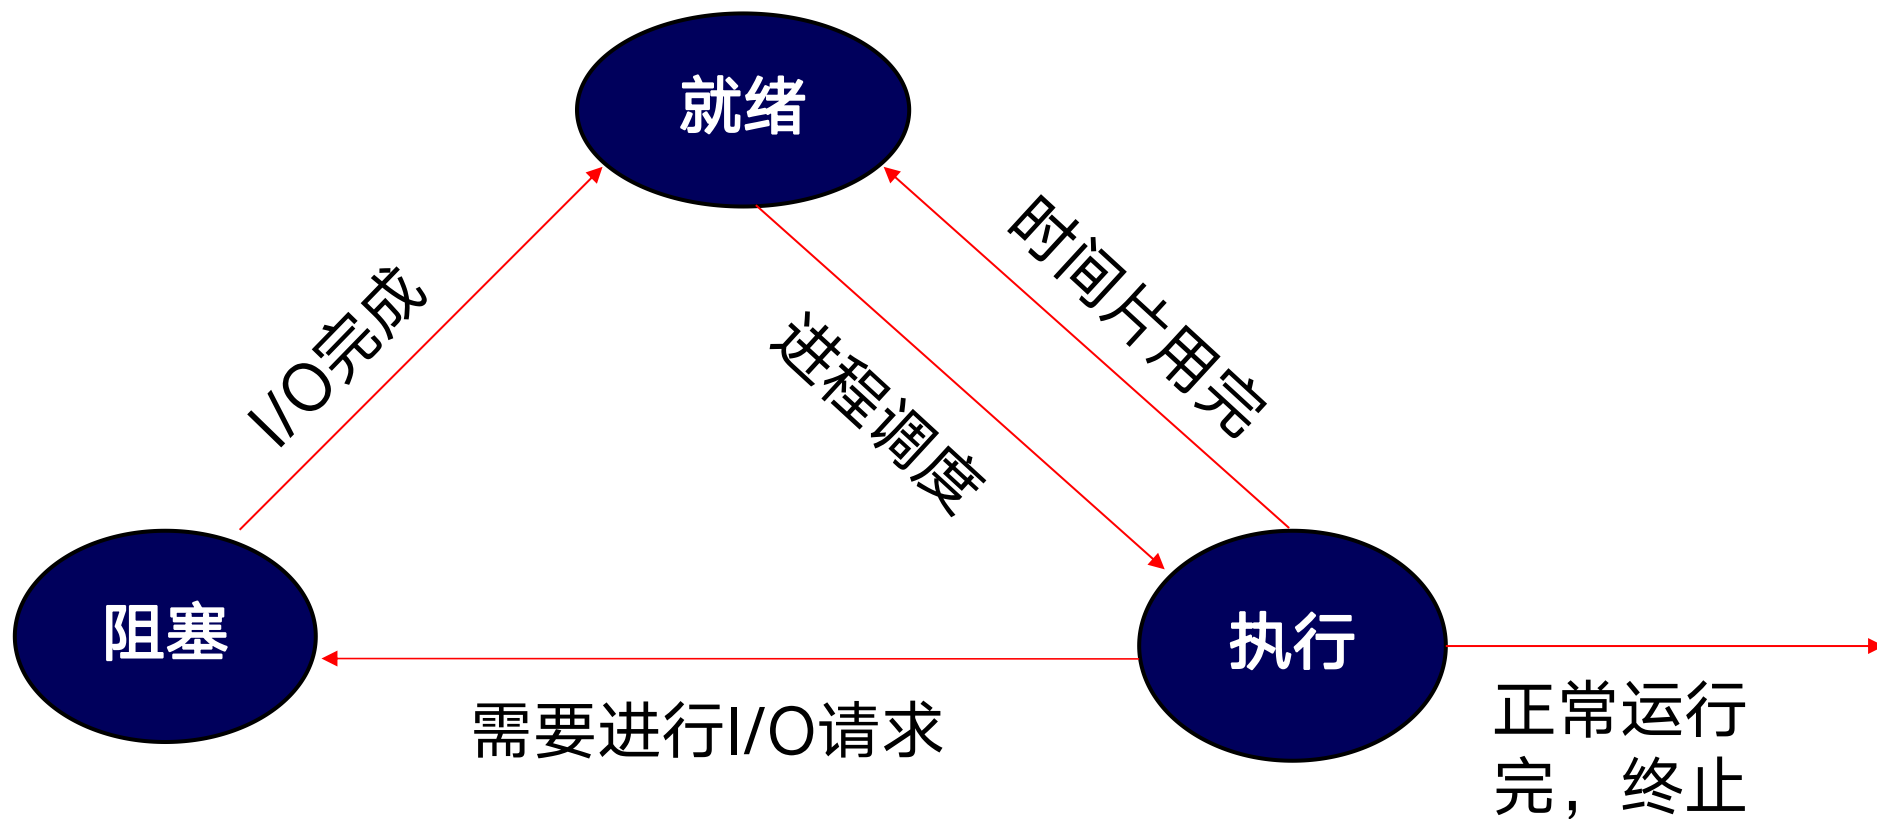 就绪
时间片用完
I/O完成
进程调度
阻塞
执行
需要进行I/O请求
正常运行
完，终止